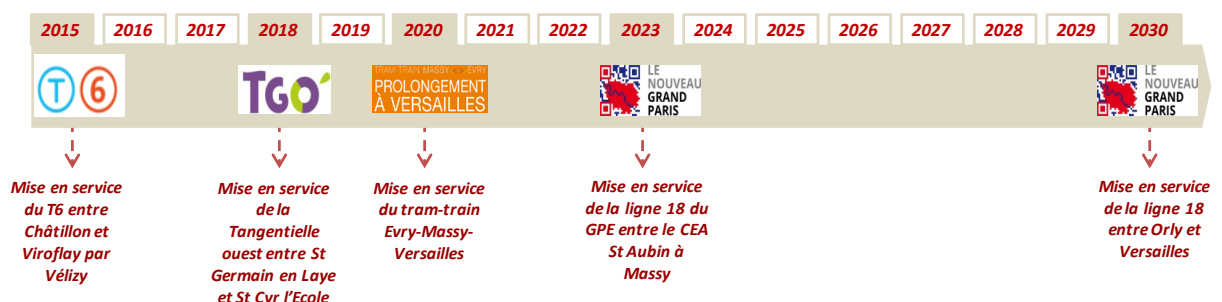 2015 2016 2017 2018 2019 2020 2021 2022 2023 2024 2025 2026 2027 2028 2029 2030
T 6
TGO'
TRAM-TRAIN MASSY <-> EVRY
PROLONGEMENT
À VERSAILLES
LE
NOUVEAU
GRAND
PARIS
LE
NOUVEAU
GRAND
PARIS
Mise en service
du T6 entre
Châtillon et
Viroflay par
Vélizy
Mise en service
de la
Tangentielle
ouest entre St
Germain en Laye
et St Cyr l'Ecole
Mise en service
du tram-train
Evry-Massy-
Versailles
Mise en service
de la ligne 18 du
GPE entre le CEA
St Aubin à
Massy
Mise en service
de la ligne 18
entre Orly et
Versailles